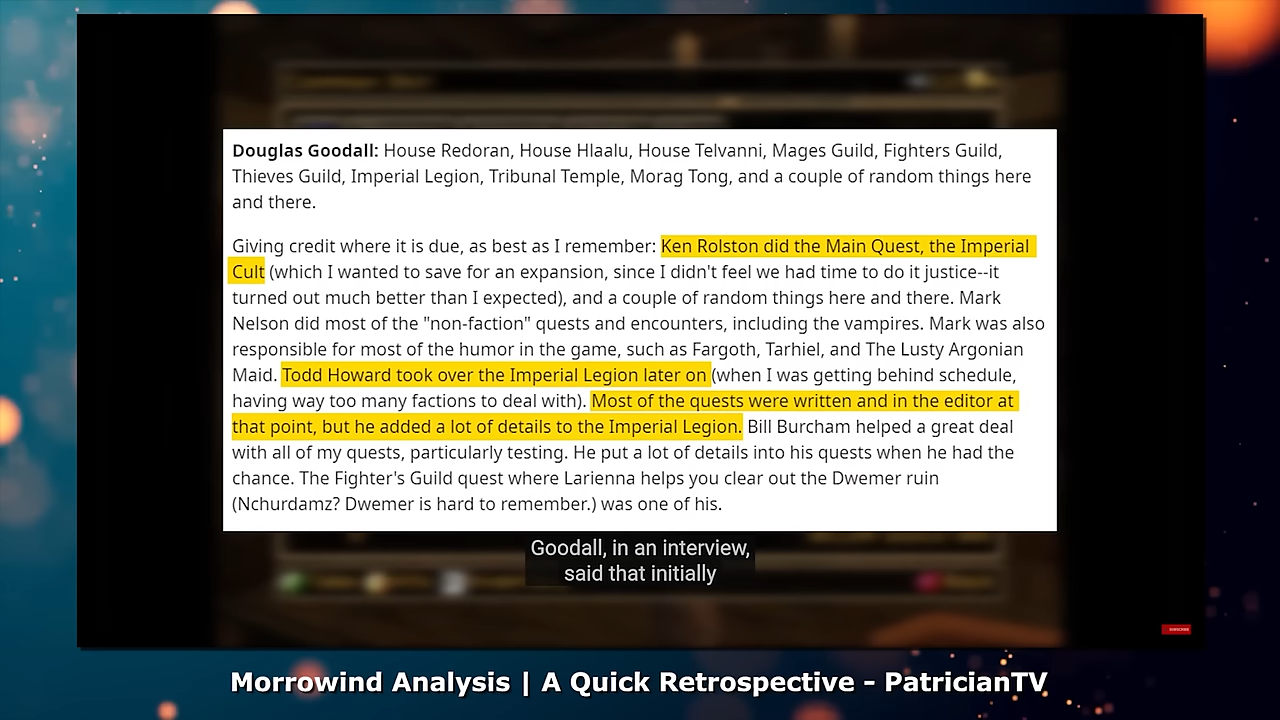 Douglas Goodall: House Redoran, House Hlaalu, House Telvanni, Mages Guild, Fighters Guild,
Thieves Guild, Imperial Legion, Tribunal Temple, Morag Tong, and a couple of random things here
and there.
Giving credit where it is due, as best as I remember: Ken Rolston did the Main Quest, the Imperial
Cult (which I wanted to save for an expansion, since I didn't feel we had time to do it justice--it
turned out much better than I expected), and a couple of random things here and there. Mark
Nelson did most of the "non-faction" quests and encounters, including the vampires. Mark was also
responsible for most of the humor in the game, such as Fargoth, Tarhiel, and The Lusty Argonian
Maid. Todd Howard took over the Imperial Legion later on (when I was getting behind schedule,
having way too many factions to deal with). Most of the quests were written and in the editor at
that point, but he added a lot of details to the Imperial Legion. Bill Burcham helped a great deal
with all of my quests, particularly testing. He put a lot of details into his quests when he had the
chance. The Fighter's Guild quest where Larienna helps you clear out the Dwemer ruin
(Nchurdamz? Dwemer is hard to remember.) was one of his.
Goodall, in an interview,
said that initially
SUBSCRIBE
Morrowind Analysis | A Quick Retrospective - PatricianTV